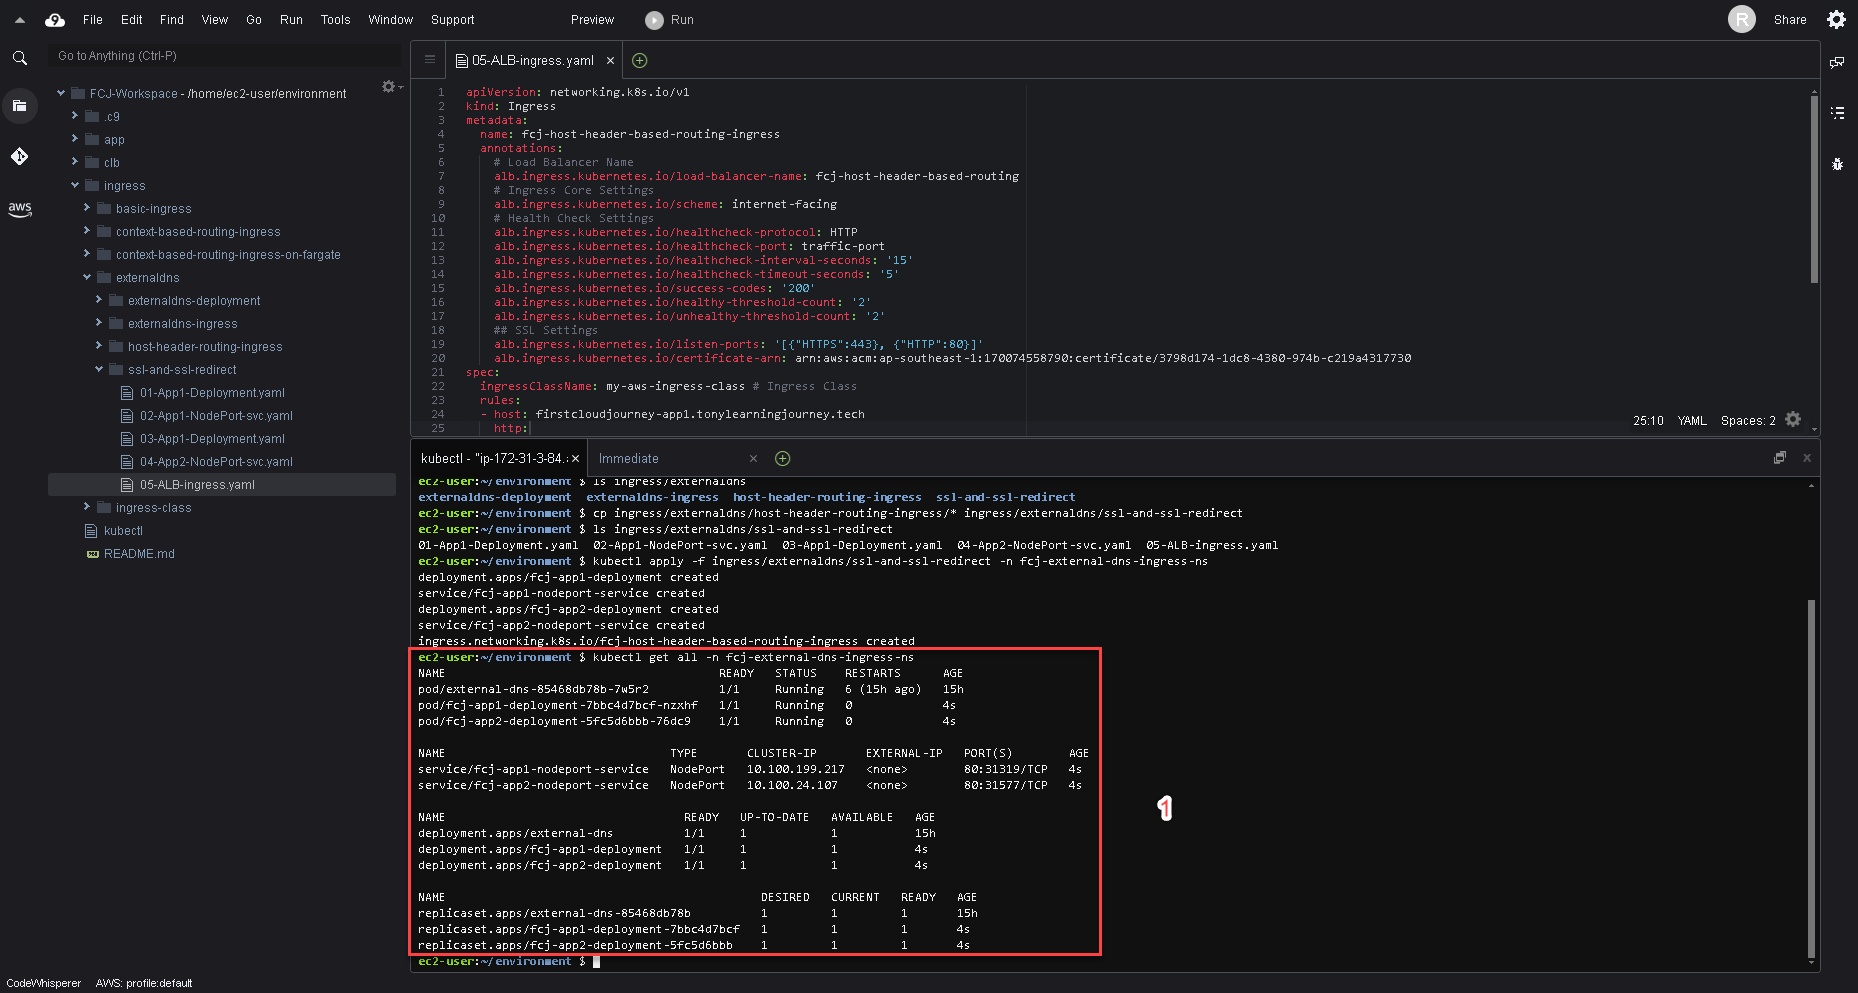 File Edit Find View Go Run Tools Window Support Preview Run R Share
Go to Anything (Ctrl-P)
FCJ-Workspace - /home/ec2-user/environment
.c9
app
clb
ingress
basic-ingress
context-based-routing-ingress
context-based-routing-ingress-on-fargate
externaldns
externaldns-deployment
externaldns-ingress
host-header-routing-ingress
ssl-and-ssl-redirect
01-App1-Deployment.yaml
02-App1-NodePort-svc.yaml
03-App1-Deployment.yaml
04-App2-NodePort-svc.yaml
05-ALB-ingress.yaml
ingress-class
kubectl
README.md
aws
05-ALB-ingress.yaml
1 apiVersion: networking.k8s.io/v1
2 kind: Ingress
3 metadata:
4 name: fcj-host-header-based-routing-ingress
5 annotations:
6 # Load Balancer Name
7 alb.ingress.kubernetes.io/load-balancer-name: fcj-host-header-based-routing
8 # Ingress Core Settings
9 alb.ingress.kubernetes.io/scheme: internet-facing
10 # Health Check Settings
11 alb.ingress.kubernetes.io/healthcheck-protocol: HTTP
12 alb.ingress.kubernetes.io/healthcheck-port: traffic-port
13 alb.ingress.kubernetes.io/healthcheck-interval-seconds: '15'
14 alb.ingress.kubernetes.io/healthcheck-timeout-seconds: '5'
15 alb.ingress.kubernetes.io/success-codes: '200'
16 alb.ingress.kubernetes.io/healthy-threshold-count: '2'
17 alb.ingress.kubernetes.io/unhealthy-threshold-count: '2'
18 ## SSL Settings
19 alb.ingress.kubernetes.io/listen-ports: '[{"HTTPS":443}, {"HTTP":80}]'
20 alb.ingress.kubernetes.io/certificate-arn: arn:aws:acm:ap-southeast-1:170074558790:certificate/3798d174-1dc8-4380-974b-c219a4317730
21 spec:
22 ingressClassName: my-aws-ingress-class # Ingress Class
23 rules:
24 - host: firstcloudjourney-app1.tonylearningjourney.tech
25 http:
25:10 YAML Spaces: 2
kubectl - "ip-172-31-3-84. Immediate
ec2-user:~/environment $ ls ingress/externaldns
externaldns-deployment externaldns-ingress host-header-routing-ingress ssl-and-ssl-redirect
ec2-user:~/environment $ cp ingress/externaldns/host-header-routing-ingress/* ingress/externaldns/ssl-and-ssl-redirect
ec2-user:~/environment $ ls ingress/externaldns/ssl-and-ssl-redirect
01-App1-Deployment.yaml 02-App1-NodePort-svc.yaml 03-App1-Deployment.yaml 04-App2-NodePort-svc.yaml 05-ALB-ingress.yaml
ec2-user:~/environment $ kubectl apply -f ingress/externaldns/ssl-and-ssl-redirect -n fcj-external-dns-ingress-ns
deployment.apps/fcj-app1-deployment created
service/fcj-app1-nodeport-service created
deployment.apps/fcj-app2-deployment created
service/fcj-app2-nodeport-service created
ingress.networking.k8s.io/fcj-host-header-based-routing-ingress created
ec2-user:~/environment $ kubectl get all -n fcj-external-dns-ingress-ns
NAME READY STATUS RESTARTS AGE
pod/external-dns-85468db78b-7w5r2 1/1 Running 6 (15h ago) 15h
pod/fcj-app1-deployment-7bbc4d7bcf-nzxhf 1/1 Running 0 4s
pod/fcj-app2-deployment-5fc5d6bbb-76dc9 1/1 Running 0 4s
NAME TYPE CLUSTER-IP EXTERNAL-IP PORT(S) AGE
service/fcj-app1-nodeport-service NodePort 10.100.199.217 <none> 80:31319/TCP 4s
service/fcj-app2-nodeport-service NodePort 10.100.24.107 <none> 80:31577/TCP 4s
NAME READY UP-TO-DATE AVAILABLE AGE
deployment.apps/external-dns 1/1 1 1 15h
deployment.apps/fcj-app1-deployment 1/1 1 1 4s
deployment.apps/fcj-app2-deployment 1/1 1 1 4s
NAME DESIRED CURRENT READY AGE
replicaset.apps/external-dns-85468db78b 1 1 1 15h
replicaset.apps/fcj-app1-deployment-7bbc4d7bcf 1 1 1 4s
replicaset.apps/fcj-app2-deployment-5fc5d6bbb 1 1 1 4s
ec2-user:~/environment $
1
CodeWhisperer AWS: profile:default